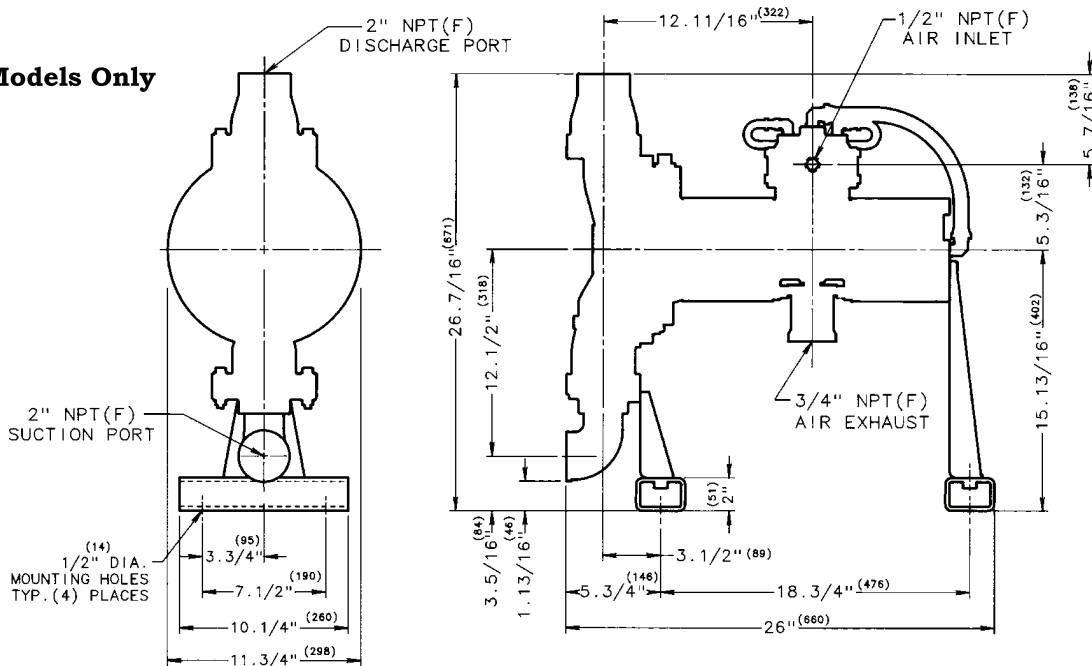 Models Only
2" NPT(F)
DISCHARGE PORT
12.11/16" (322)
1/2" NPT(F)
AIR INLET
5.7/16" (138)
5.3/16" (132)
26.7/16" (671)
12.1/2" (318)
15.13/16" (402)
3/4" NPT(F)
AIR EXHAUST
2" NPT(F)
SUCTION PORT
2" (51)
3.5/16" (84)
1.13/16" (46)
3.1/2" (89)
(14)
1/2" DIA.
MOUNTING HOLES
TYP.(4) PLACES
3.3/4" (95)
7.1/2" (190)
10.1/4" (260)
11.3/4" (298)
5.3/4" (146)
18.3/4" (476)
26" (660)